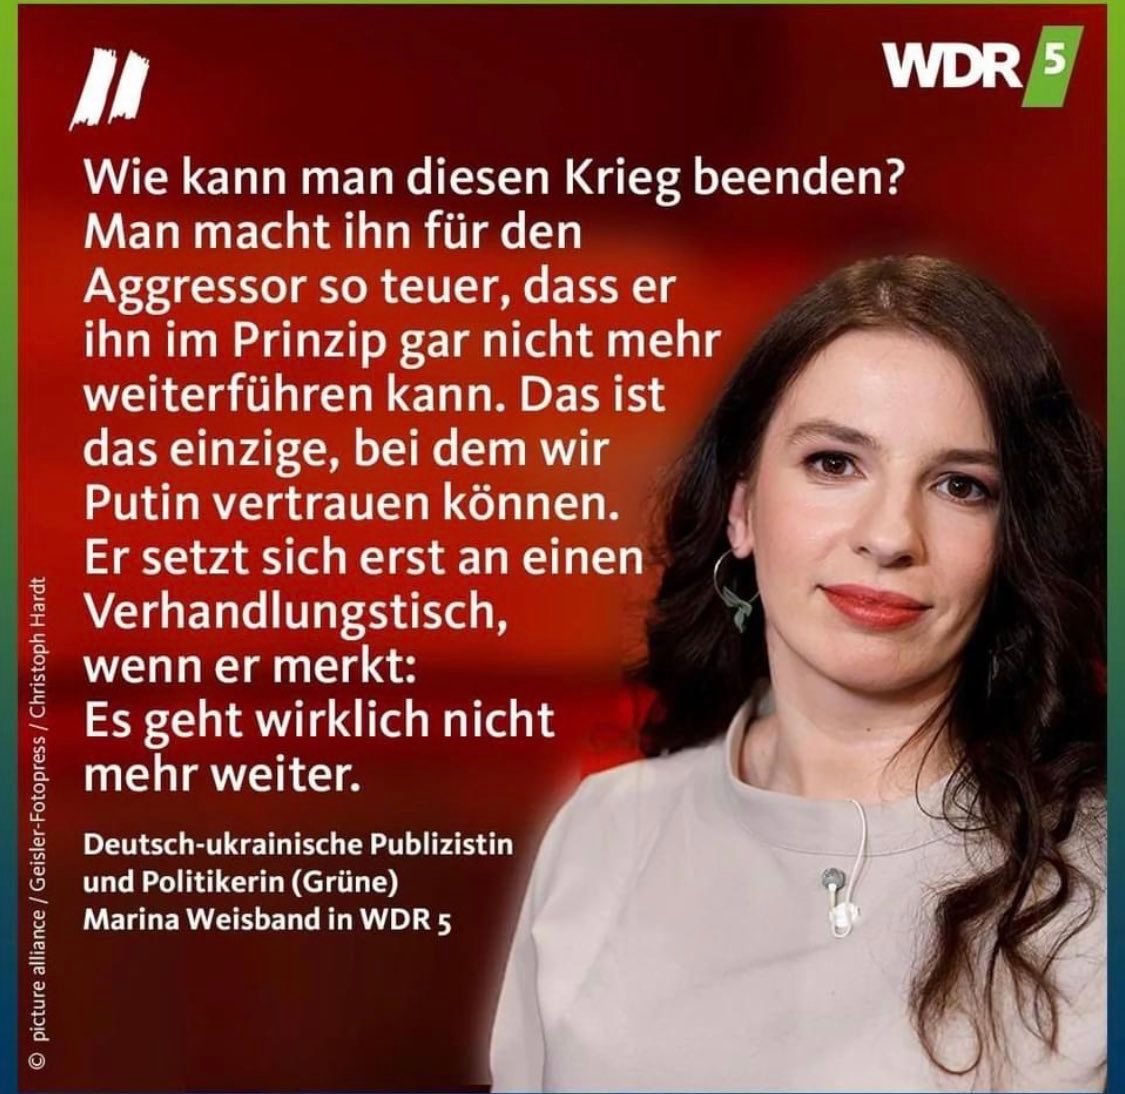 WDR 5
"
Wie kann man diesen Krieg beenden?
Man macht ihn für den
Aggressor so teuer, dass er
ihn im Prinzip gar nicht mehr
weiterführen kann. Das ist
das einzige, bei dem wir
Putin vertrauen können.
Er setzt sich erst an einen
Verhandlungstisch,
wenn er merkt:
Es geht wirklich nicht
mehr weiter.
Deutsch-ukrainische Publizistin
und Politikerin (Grüne)
Marina Weisband in WDR 5
© picture alliance / Geisler-Fotopress / Christoph Hardt